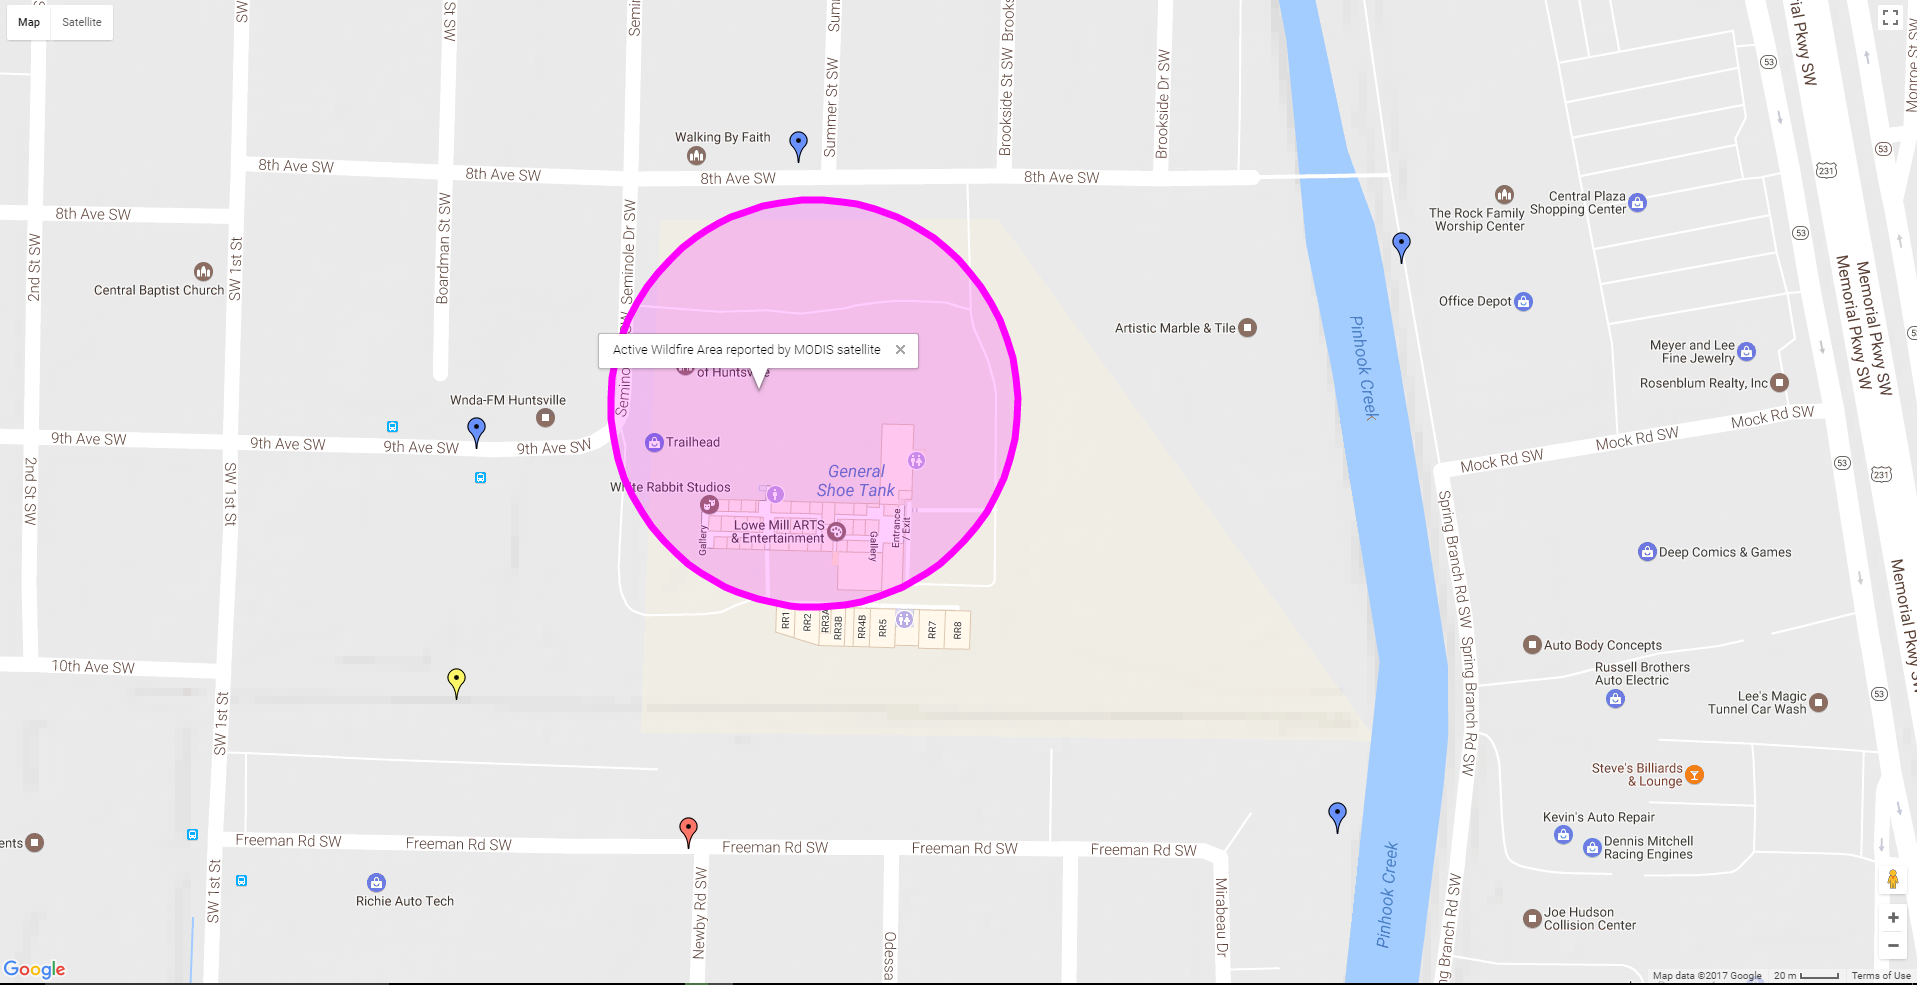 Map
Satellite
SW
St SW
Semin
Sum
Brooks
ial Pkwy SW
Monroe St SW
53
Walking By Faith
Summer St SW
Brookside St SW
Brookside Dr SW
53
231
8th Ave SW
8th Ave SW
8th Ave SW
8th Ave SW
8th Ave SW
The Rock Family
Worship Center
Central Plaza
Shopping Center
53
2nd St SW
SW 1st St
Boardman St SW
Seminole Dr SW
Central Baptist Church
Memorial Pkwy SW
Memorial Pkwy SW
Office Depot
Artistic Marble & Tile
Pinhook Creek
Active Wildfire Area reported by MODIS satellite
of Huntsville
Meyer and Lee
Fine Jewelry
Rosenblum Realty, Inc
Wnda-FM Huntsville
Mock Rd SW
Mock Rd SW
Mock Rd SW
9th Ave SW
9th Ave SW
9th Ave SW
9th Ave SW
Trailhead
53
231
General
Shoe Tank
White Rabbit Studios
2nd St SW
SW 1st St
Lowe Mill ARTS
& Entertainment
Gallery
Gallery
Entrance
/ Exit
Spring Branch Rd SW
Deep Comics & Games
Memorial Pkwy SW
RR1
RR2
RR3A
RR3B
RR4B
RR5
RR7
RR8
10th Ave SW
Auto Body Concepts
Russell Brothers
Auto Electric
Spring Branch Rd SW
Lee's Magic
Tunnel Car Wash
53
SW 1st St
Steve's Billiards
& Lounge
Kevin's Auto Repair
Dennis Mitchell
Racing Engines
ents
Freeman Rd SW
Freeman Rd SW
Freeman Rd SW
Freeman Rd SW
Freeman Rd SW
SW 1st St
Richie Auto Tech
Newby Rd SW
Odessa
Mirabeau Dr
Pinhook Creek
ng Branch Rd SW
Joe Hudson
Collision Center
Google
Map data ©2017 Google
20 m
Terms of Use